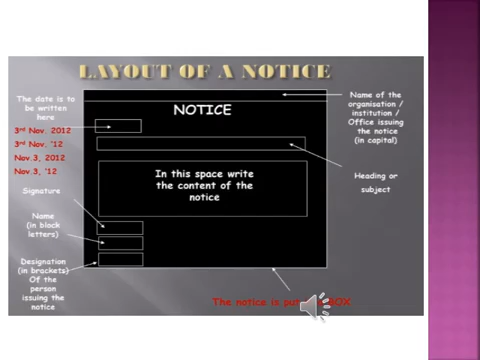 LAYOUT OF A NOTICE
The date is to
be written
here
3rd Nov. 2012
3rd Nov, '12
Nov.3, 2012
Nov.3, '12
Signature
Name
(in block
letters)
Designation
(in brackets)
Of the
person
issuing the
notice
NOTICE
In this space write
the content of the
notice
Name of the
organisation /
institution /
Office issuing
the notice
(in capital)
Heading or
subject
The notice is BOX